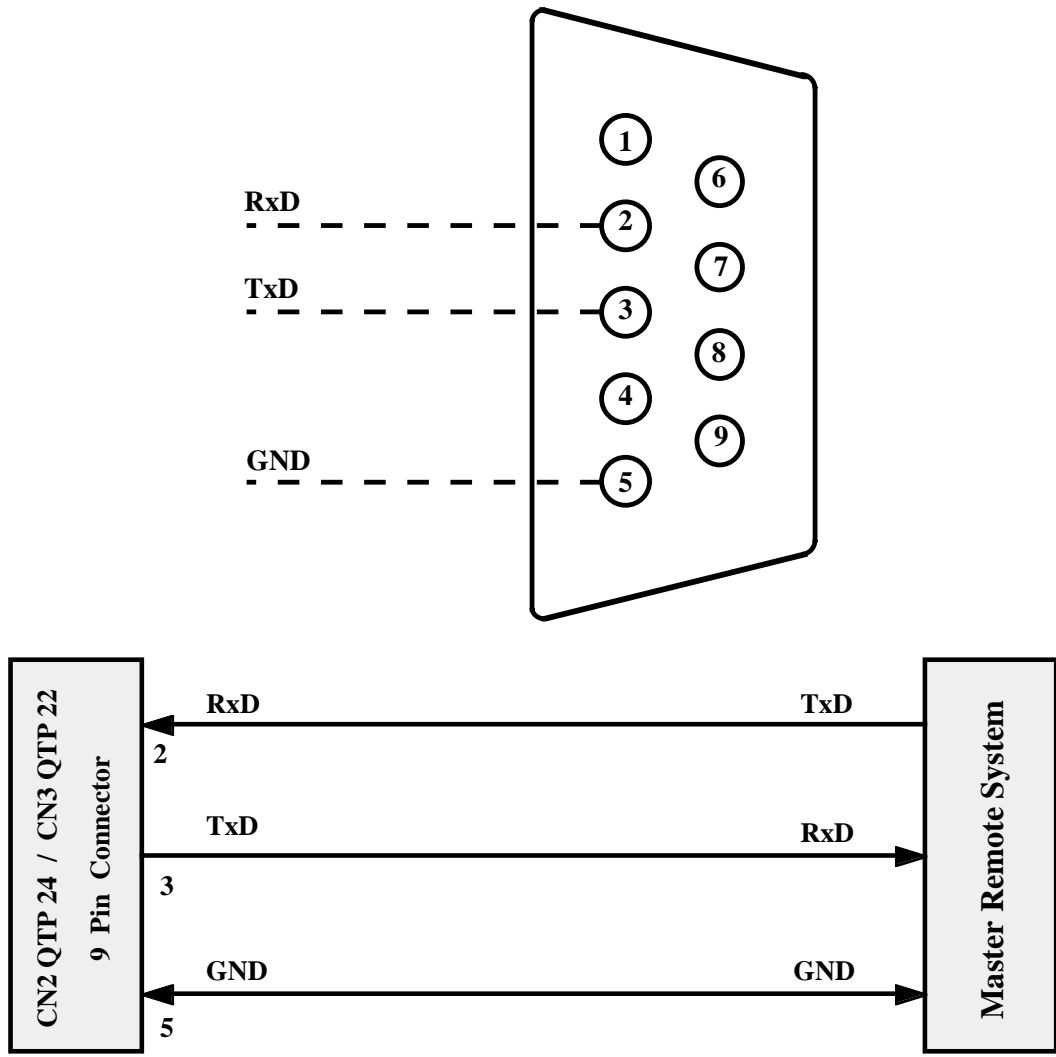 1
6
RxD
2
7
TxD
3
8
4
9
GND
5
CN2 QTP 24 / CN3 QTP 22
9 Pin Connector
RxD
TxD
2
TxD
RxD
3
GND
GND
5
Master Remote System